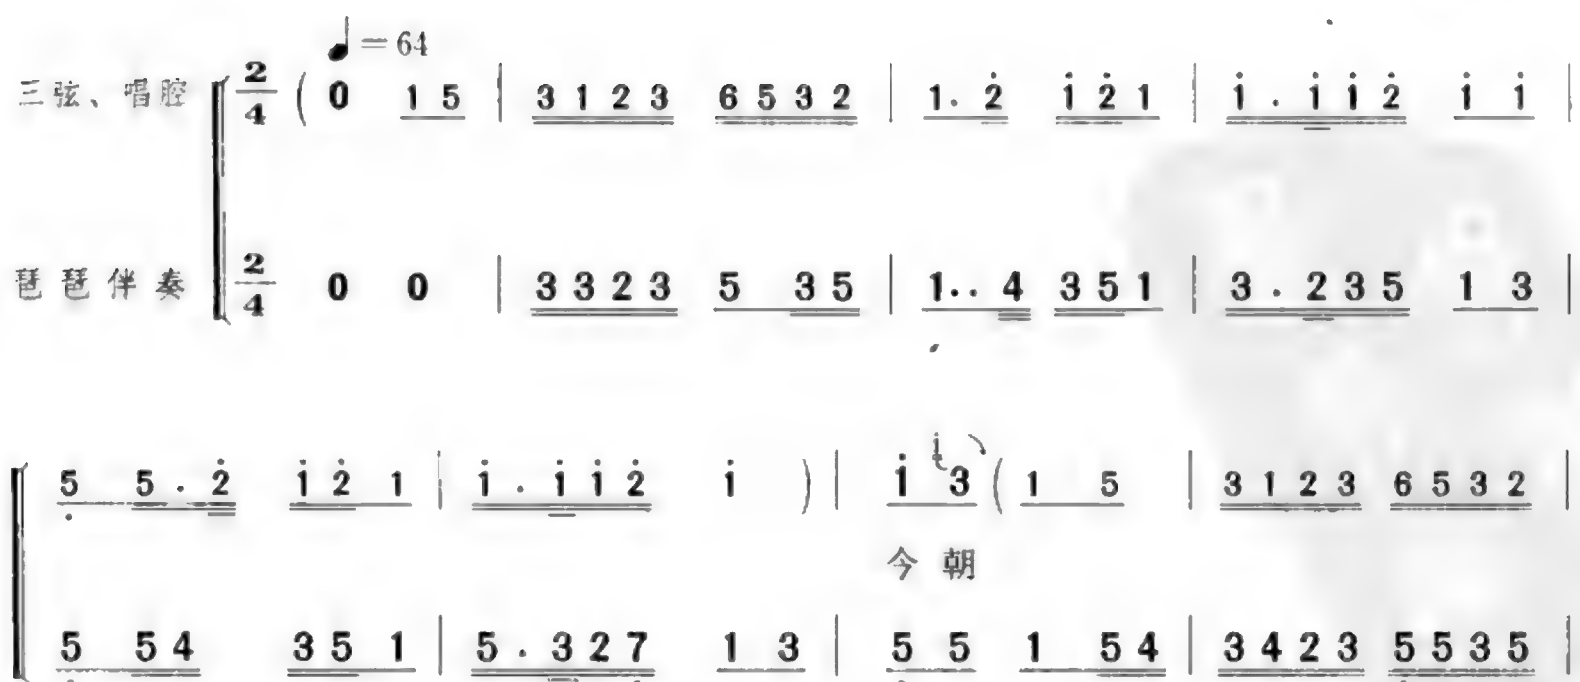 ♩=64
三弦、唱腔 2/4 ( 0 1 5 | 3 1 2 3 6 5 3 2 | 1. 2̇ 1̇ 2̇ 1 | 1̇ . 1̇ 1̇ 2̇ 1̇ 1̇ |
琵琶伴奏 2/4 0 0 | 3 3 2 3 5 3 5 | 1.. 4 3 5 1 | 3 . 2 3 5 1 3 |
5̣ 5 . 2̇ 1̇ 2̇ 1 | 1̇ . 1̇ 1̇ 2̇ 1̇ ) | 1̇ 3 ( 1 5 | 3 1 2 3 6 5 3 2 |
今 朝
5̣ 5 4 3 5 1 | 5 . 3 2 7̣ 1 3 | 5̣ 5 1 5 4 | 3 4 2 3 5̣ 5 3 5 |